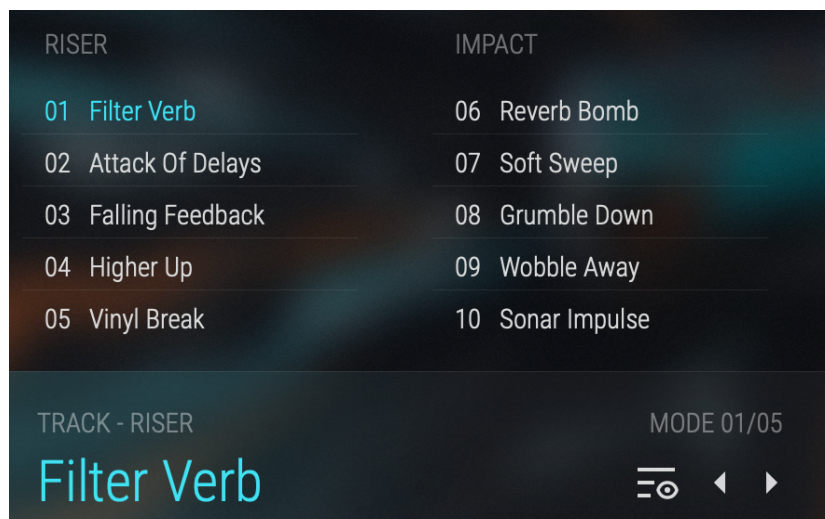 RISER
01 Filter Verb
02 Attack Of Delays
03 Falling Feedback
04 Higher Up
05 Vinyl Break
IMPACT
06 Reverb Bomb
07 Soft Sweep
08 Grumble Down
09 Wobble Away
10 Sonar Impulse
TRACK - RISER
Filter Verb
MODE 01/05